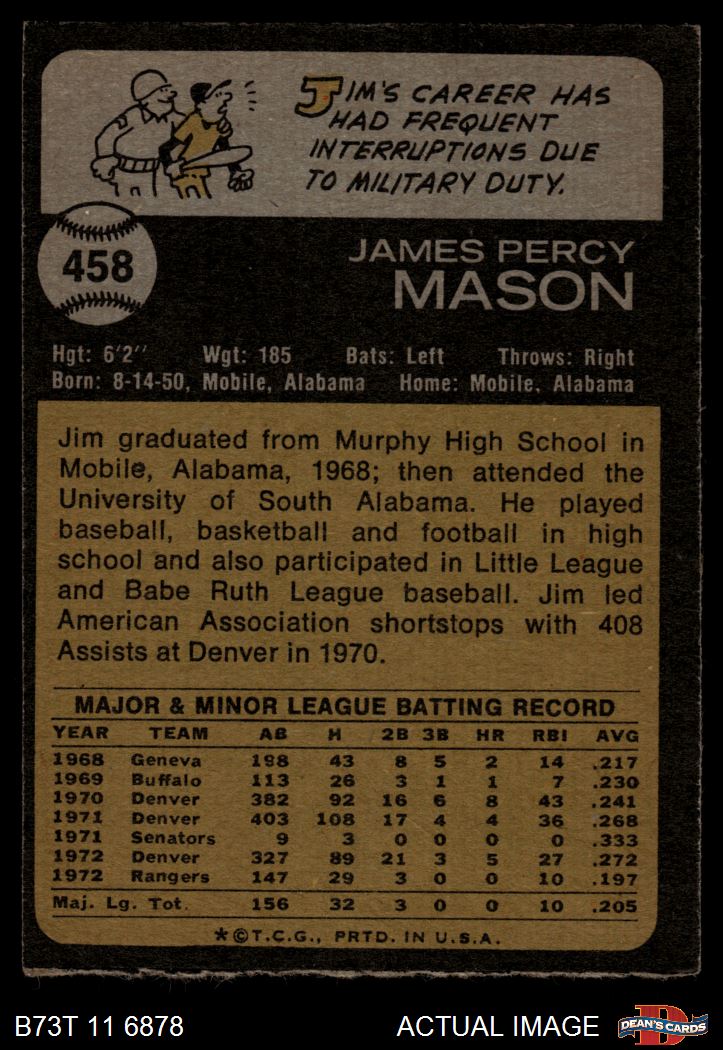 JIM'S CAREER HAS
HAD FREQUENT
INTERRUPTIONS DUE
TO MILITARY DUTY.
458
JAMES PERCY
MASON
Hgt: 6'2'' Wgt: 185 Bats: Left Throws: Right
Born: 8-14-50, Mobile, Alabama Home: Mobile, Alabama
Jim graduated from Murphy High School in
Mobile, Alabama, 1968; then attended the
University of South Alabama. He played
baseball, basketball and football in high
school and also participated in Little League
and Babe Ruth League baseball. Jim led
American Association shortstops with 408
Assists at Denver in 1970.
MAJOR & MINOR LEAGUE BATTING RECORD
YEAR TEAM AB H 2B 3B HR RBI AVG
1968 Geneva 198 43 8 5 2 14 .217
1969 Buffalo 113 26 3 1 1 7 .230
1970 Denver 382 92 16 6 8 43 .241
1971 Denver 403 108 17 4 4 36 .268
1971 Senators 9 3 0 0 0 0 .333
1972 Denver 327 89 21 3 5 27 .272
1972 Rangers 147 29 3 0 0 10 .197
Maj. Lg. Tot. 156 32 3 0 0 10 .205
*©T.C.G., PRTD. IN U.S.A.
B73T 11 6878 ACTUAL IMAGE
D
DEAN'S CARDS